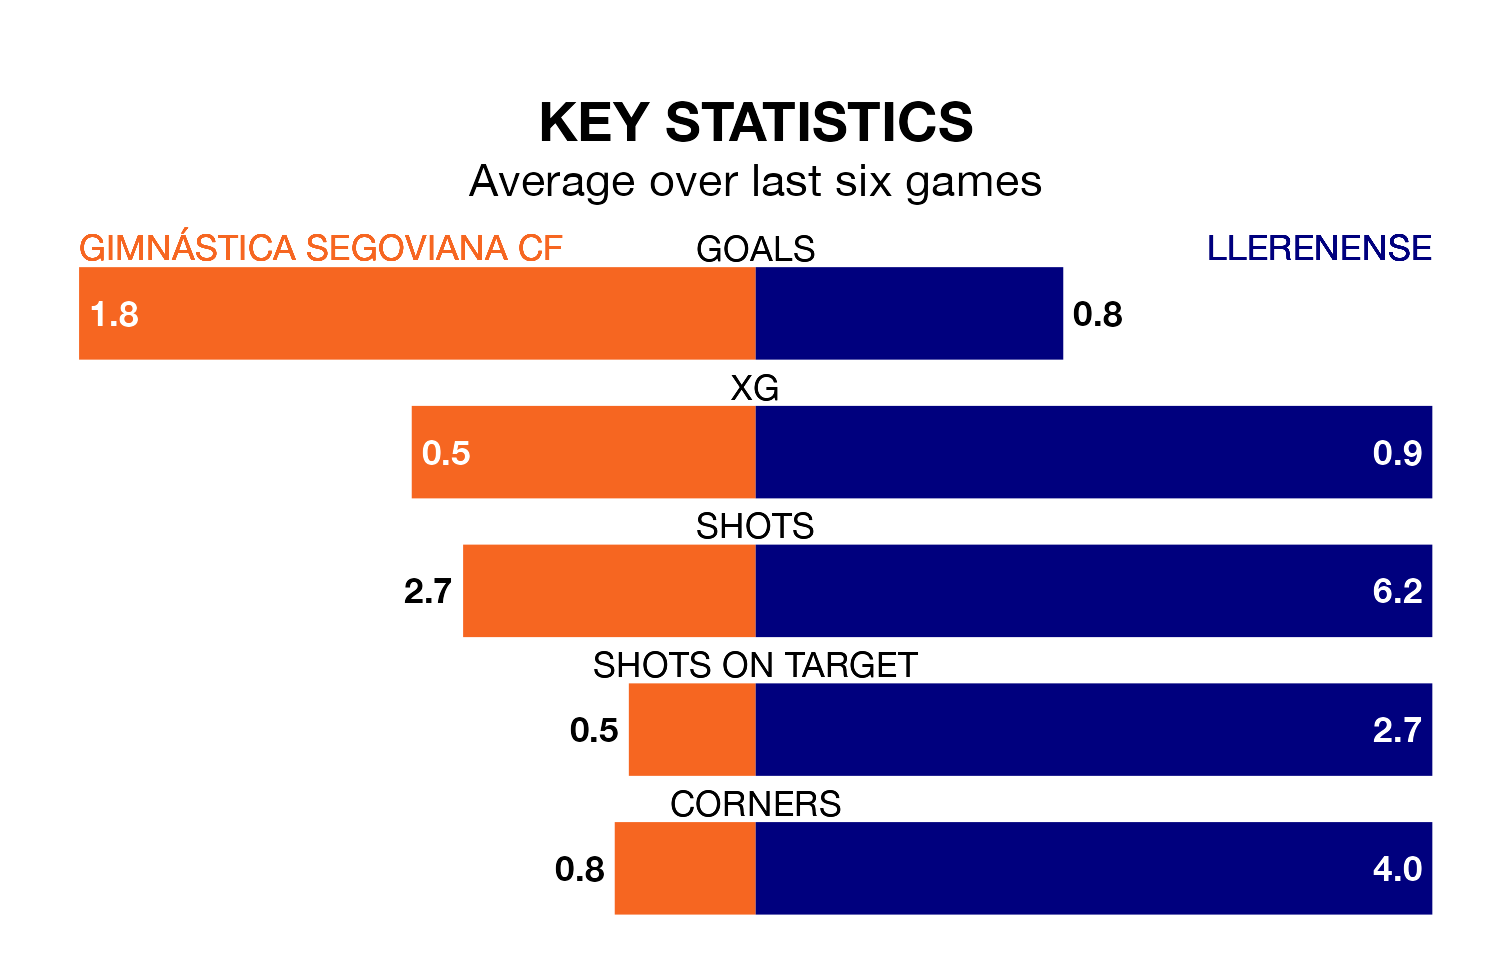 KEY STATISTICS
Average over last six games
GIMNÁSTICA SEGOVIANA CF GOALS LLERENENSE
1.8 0.8
XG
0.5 0.9
SHOTS
2.7 6.2
SHOTS ON TARGET
0.5 2.7
CORNERS
0.8 4.0